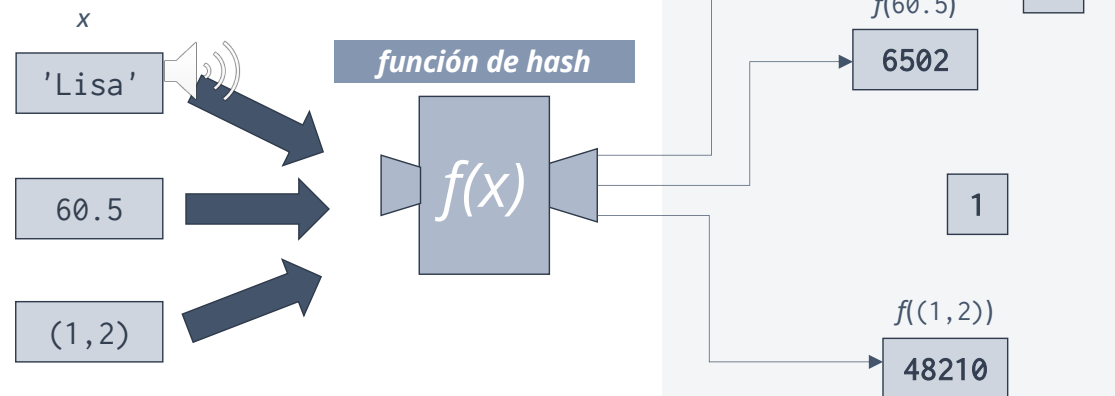 x
'Lisa'
60.5
(1,2)
función de hash
f(x)
f(60.5)
6502
1
f((1,2))
48210